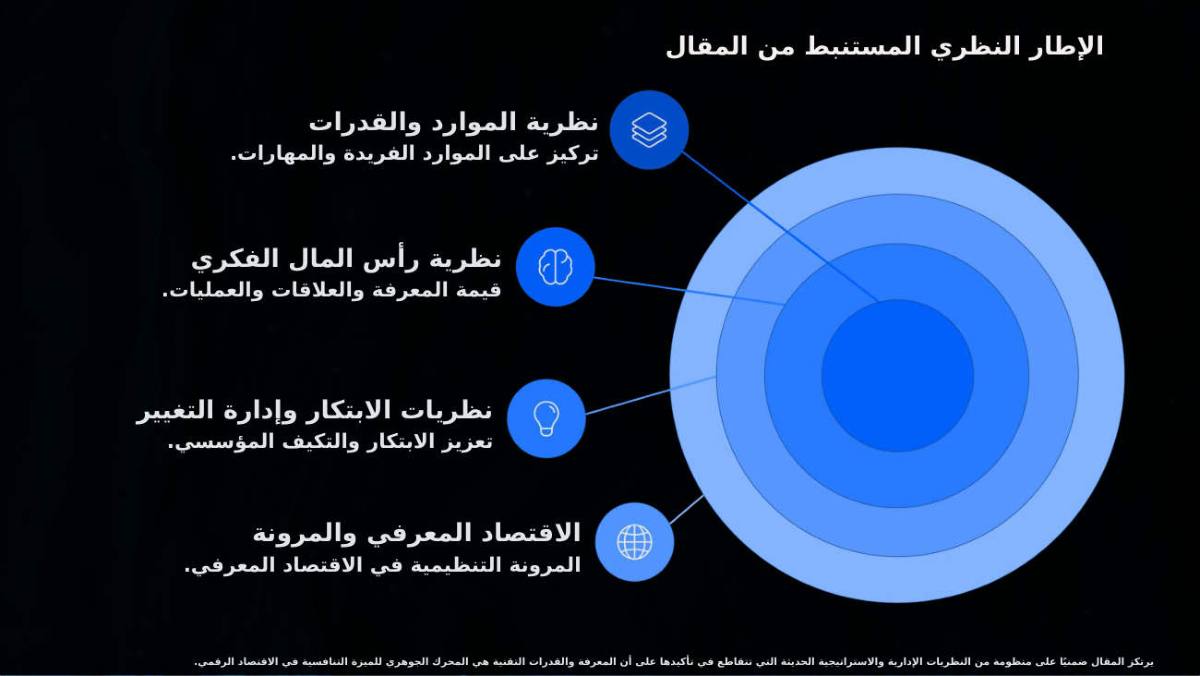 الإطار النظري المستنبط من المقال
نظرية الموارد والقدرات
تركيز على الموارد الفريدة والمهارات.
نظرية رأس المال الفكري
قيمة المعرفة والعلاقات والعمليات.
نظريات الابتكار وإدارة التغيير
تعزيز الابتكار والتكيف المؤسسي.
الاقتصاد المعرفي والمرونة
المرونة التنظيمية في الاقتصاد المعرفي.
يرتكز المقال ضمنيًا على منظومة من النظريات الإدارية والاستراتيجية الحديثة التي تتقاطع في تأكيدها على أن المعرفة والقدرات التقنية هي المحرك الجوهري للميزة التنافسية في الاقتصاد الرقمي.